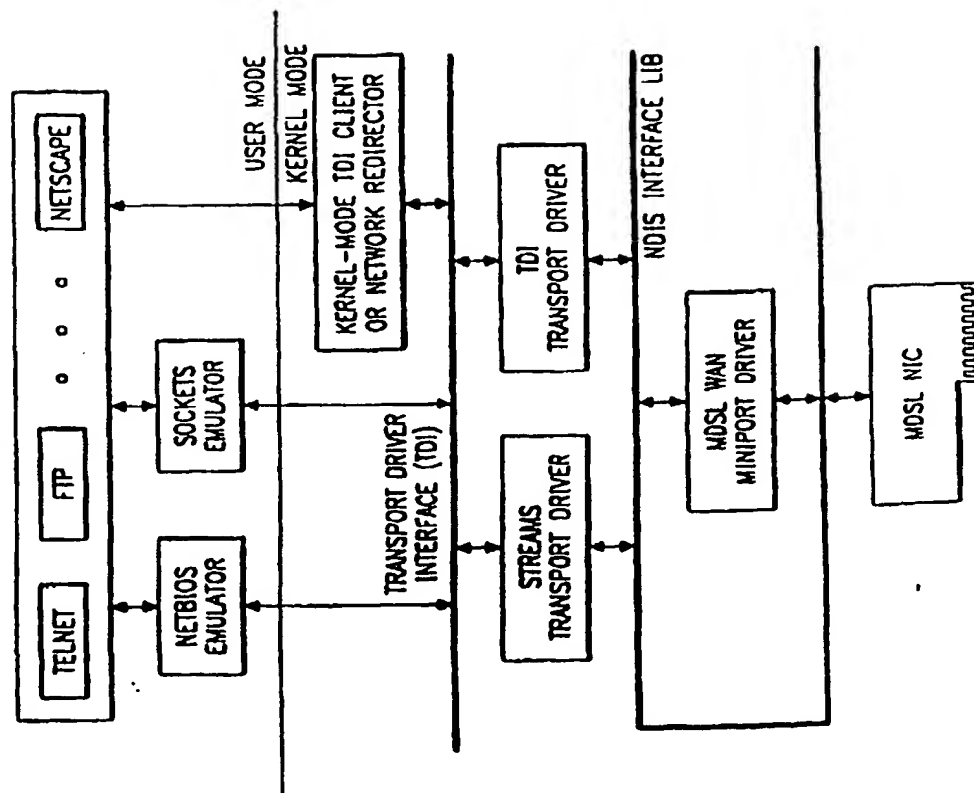 TELNET
FTP
NETSCAPE
NETBIOS
EMULATOR
SOCKETS
EMULATOR
USER MODE
KERNEL MODE
KERNEL-MODE TDI CLIENT
OR NETWORK REDIRECTOR
TRANSPORT DRIVER
INTERFACE (TDI)
STREAMS
TRANSPORT DRIVER
TDI
TRANSPORT DRIVER
NDIS INTERFACE LIB
MDSL WAN
MINIPORT DRIVER
MDSL NIC